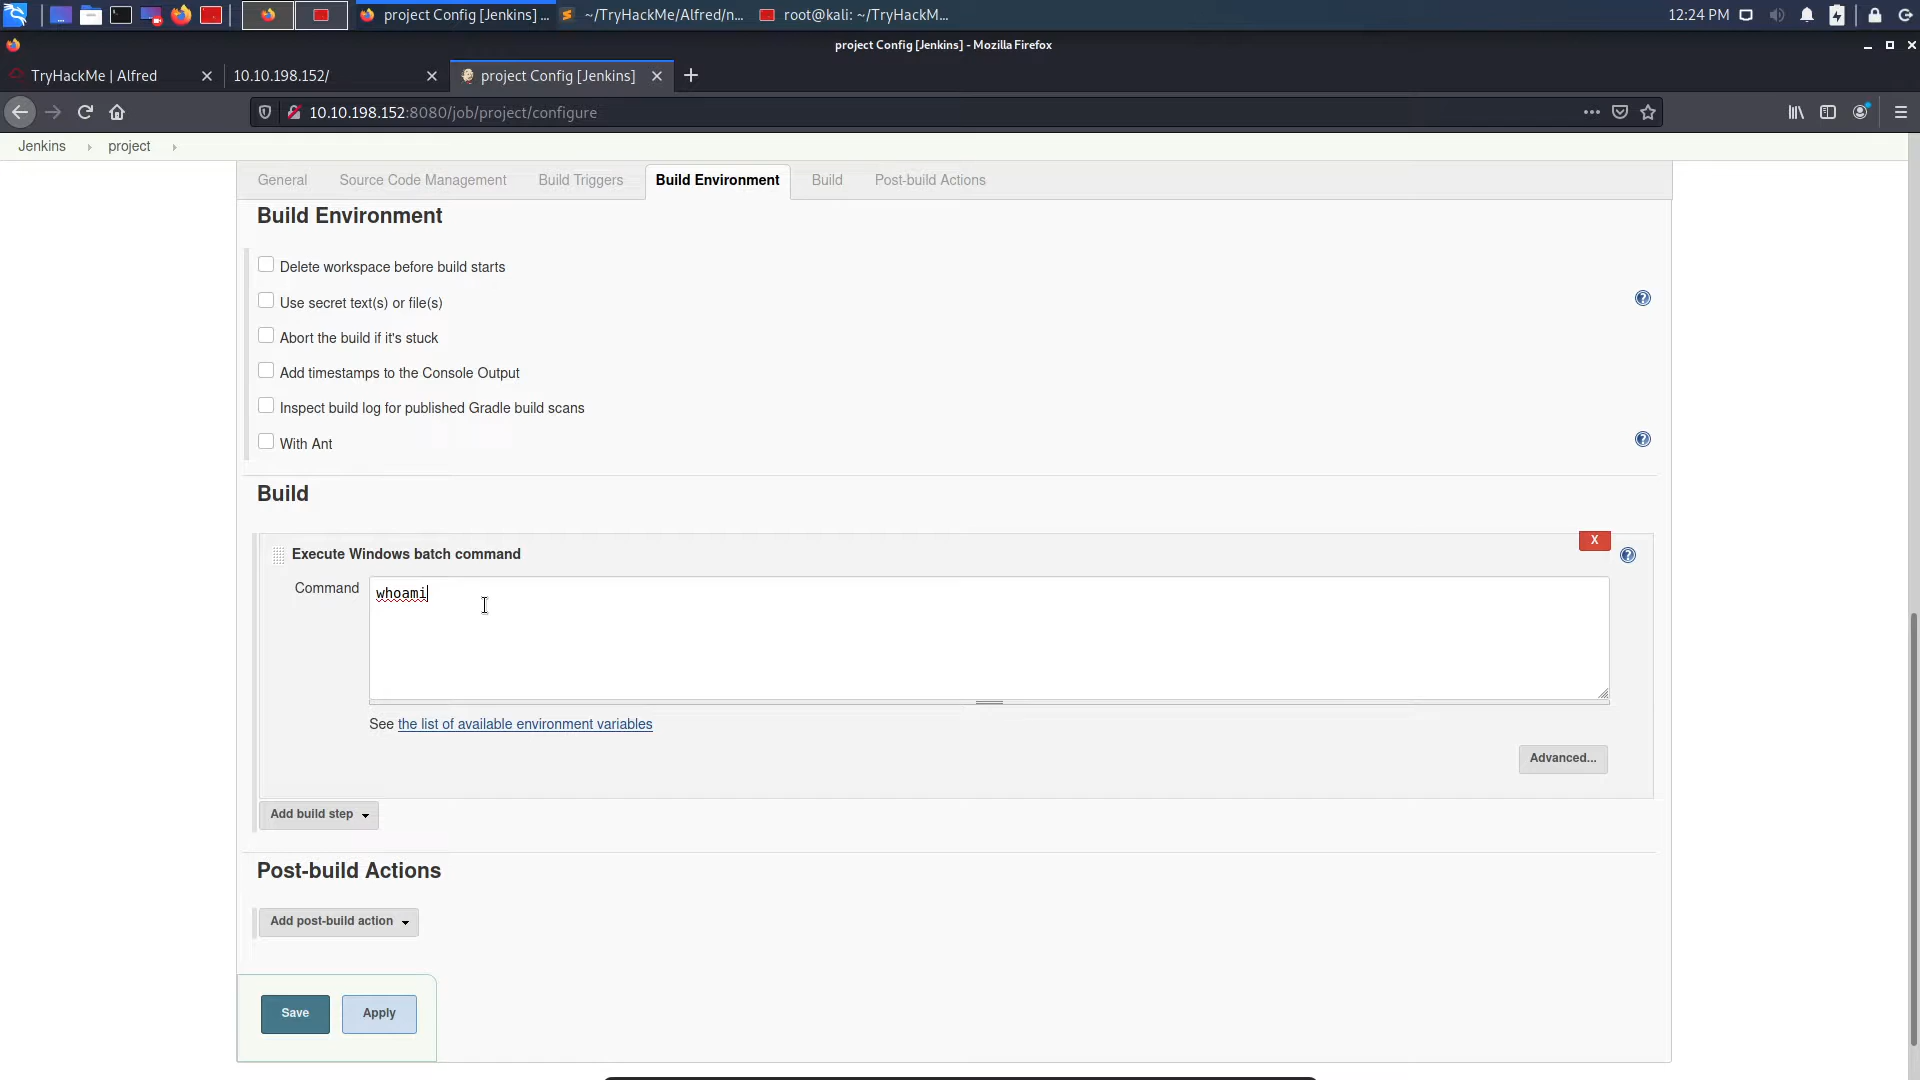 project Config [Jenkins] ...
~/TryHackMe/Alfred/n...
root@kali: ~/TryHackM...
12:24 PM
project Config [Jenkins] - Mozilla Firefox
TryHackMe | Alfred
10.10.198.152/
project Config [Jenkins]
10.10.198.152:8080/job/project/configure
Jenkins
project
General
Source Code Management
Build Triggers
Build Environment
Build
Post-build Actions
Build Environment
Delete workspace before build starts
Use secret text(s) or file(s)
Abort the build if it's stuck
Add timestamps to the Console Output
Inspect build log for published Gradle build scans
With Ant
Build
X
Execute Windows batch command
Command
whoami
See the list of available environment variables
Advanced...
Add build step
Post-build Actions
Add post-build action
Save
Apply